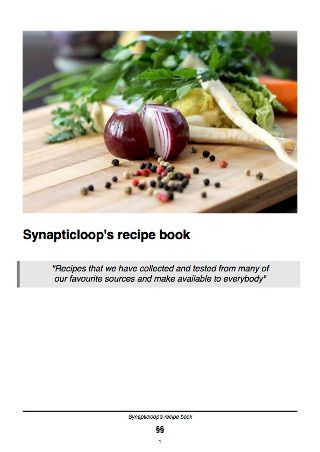 Synapticloop's recipe book
"Recipes that we have collected and tested from many of
our favourite sources and make available to everybody"
Synapticloop's recipe book
§§
1